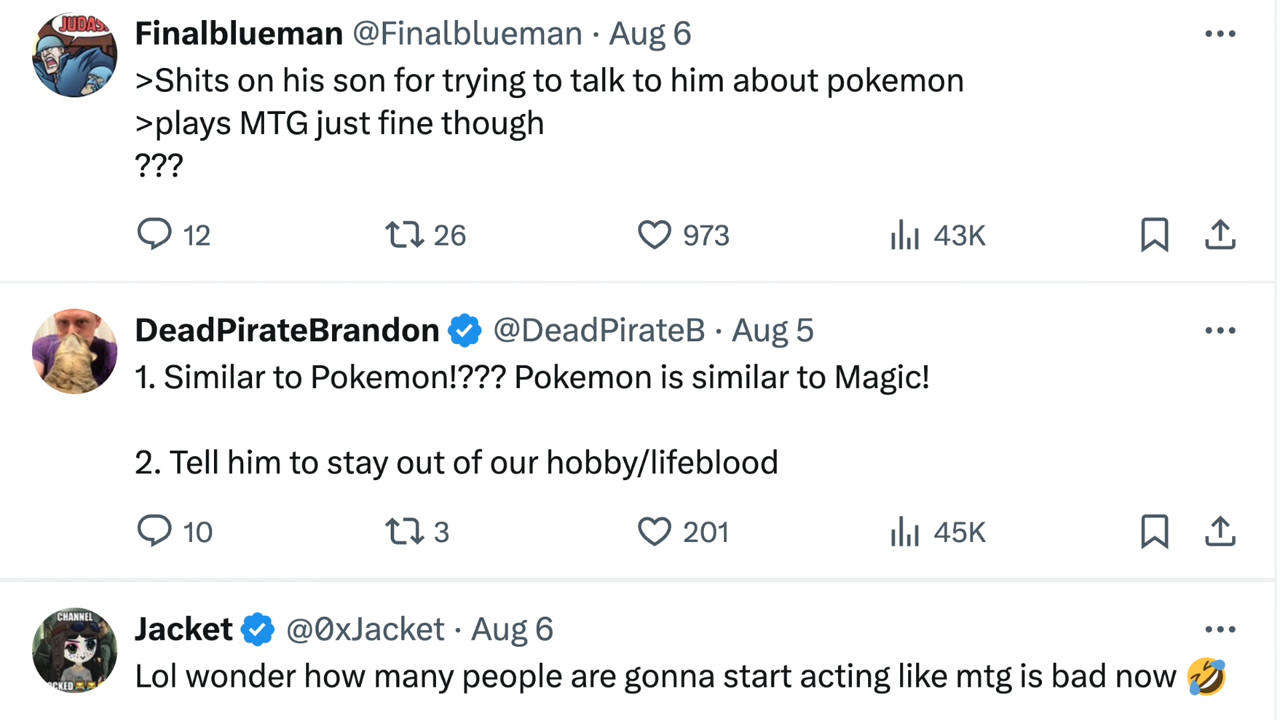 JUDAS!
Finalblueman @Finalblueman · Aug 6
>Shits on his son for trying to talk to him about pokemon
>plays MTG just fine though
???
12 26 973 43K
DeadPirateBrandon @DeadPirateB · Aug 5
1. Similar to Pokemon!??? Pokemon is similar to Magic!
2. Tell him to stay out of our hobby/lifeblood
10 3 201 45K
CHANNEL
Jacket @0xJacket · Aug 6
Lol wonder how many people are gonna start acting like mtg is bad now 🤣